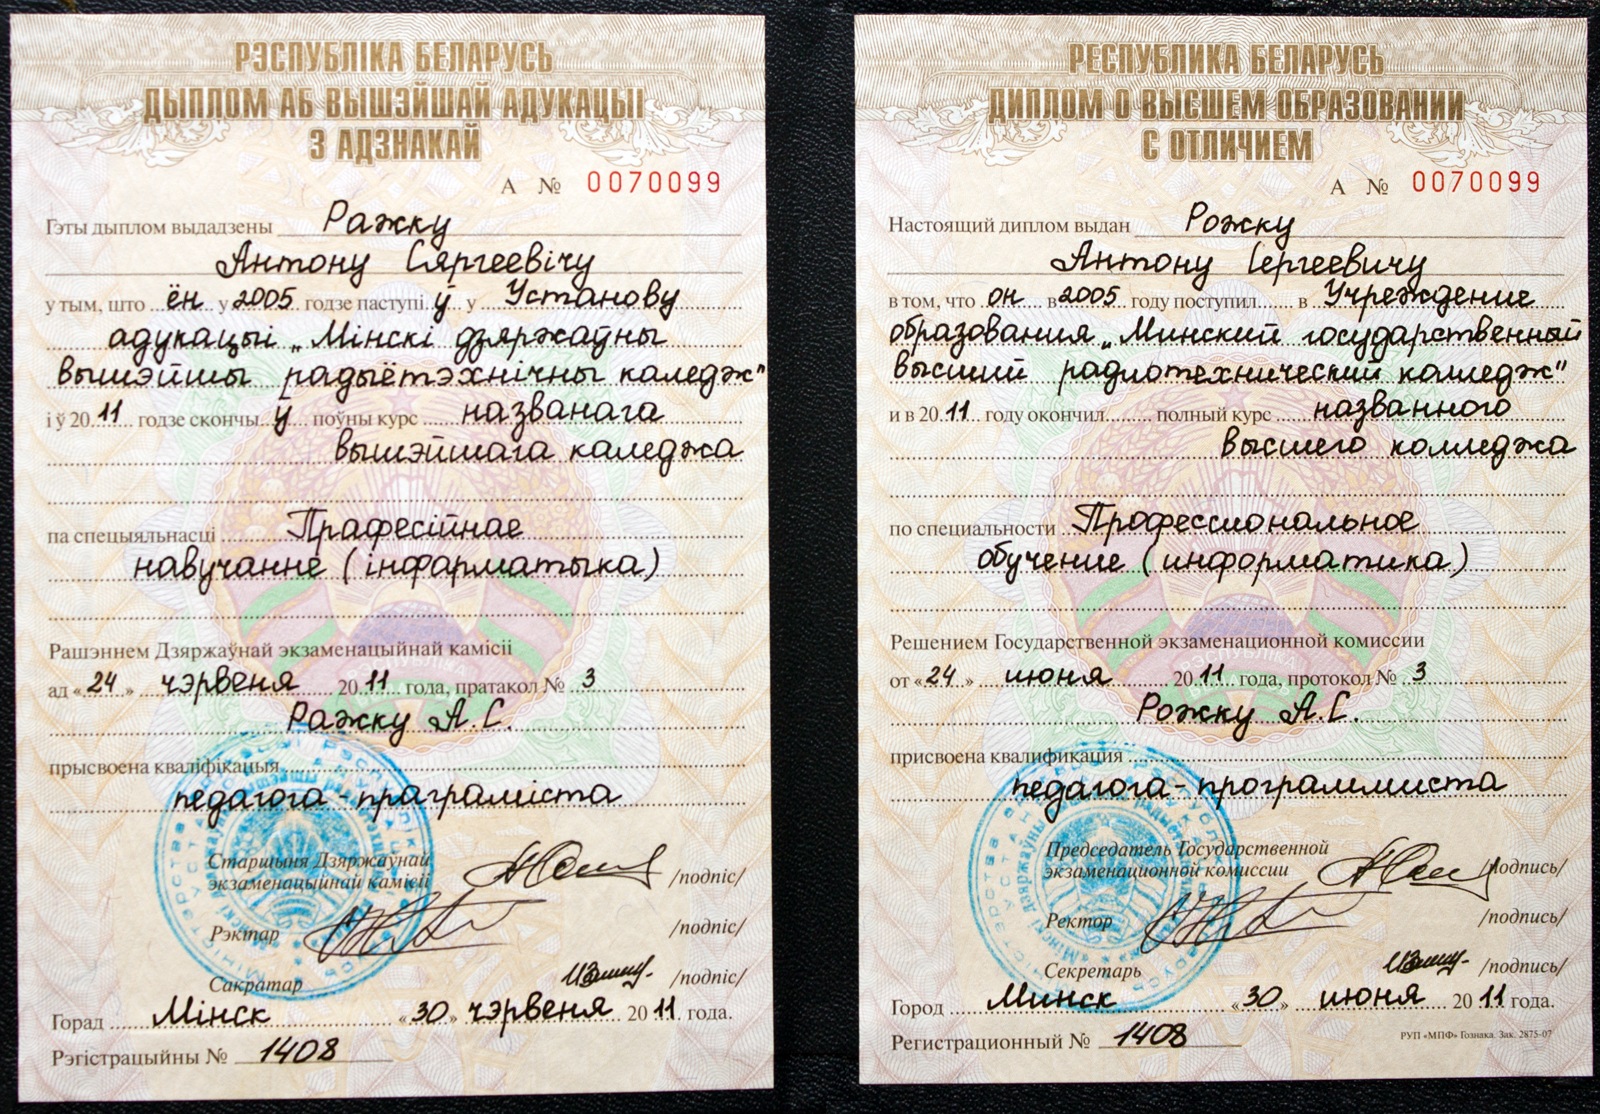 РЭСПУБЛІКА БЕЛАРУСЬ
ДЫПЛОМ АБ ВЫШЭЙШАЙ АДУКАЦЫІ
З АДЗНАКАЙ
А № 0070099
Гэты дыплом выдадзены Ражку
Антону Сяргеевічу
у тым, што ён у 2005 годзе паступі ў у Установу
адукацыі „Мінскі дзяржаўны
вышэйшы радыётэхнічны каледж"
і ў 20 11 годзе скончы ў поўны курс названага
вышэйшага каледжа
па спецыяльнасці Прафесійнае
навучанне (інфарматыка)
Рашэннем Дзяржаўнай экзаменацыйнай камісіі
ад « 24 » чэрвеня 20 11 года, пратакол № 3
Ражку А.С.
прысвоена кваліфікацыя
педагога-праграміста
Старшыня Дзяржаўнай
экзаменацыйнай камісіі /подпіс/
Рэктар /подпіс/
Сакратар /подпіс/
Горад Мінск « 30 » чэрвеня 20 11 года.
Рэгістрацыйны № 1408
РЕСПУБЛИКА БЕЛАРУСЬ
ДИПЛОМ О ВЫСШЕМ ОБРАЗОВАНИИ
С ОТЛИЧИЕМ
А № 0070099
Настоящий диплом выдан Рожку
Антону Сергеевичу
в том, что он в 2005 году поступил в Учреждение
образования „Минский государственный
высший радиотехнический колледж"
и в 20 11 году окончил полный курс названного
высшего колледжа
по специальности Профессиональное
обучение (информатика)
Решением Государственной экзаменационной комиссии
от « 24 » июня 20 11 года, протокол № 3
Рожку А.С.
присвоена квалификация
педагога-программиста
Председатель Государственной
экзаменационной комиссии /подпись/
Ректор /подпись/
Секретарь /подпись/
Город Минск « 30 » июня 20 11 года.
Регистрационный № 1408
РУП «МПФ» Гознака. Зак. 2875-07